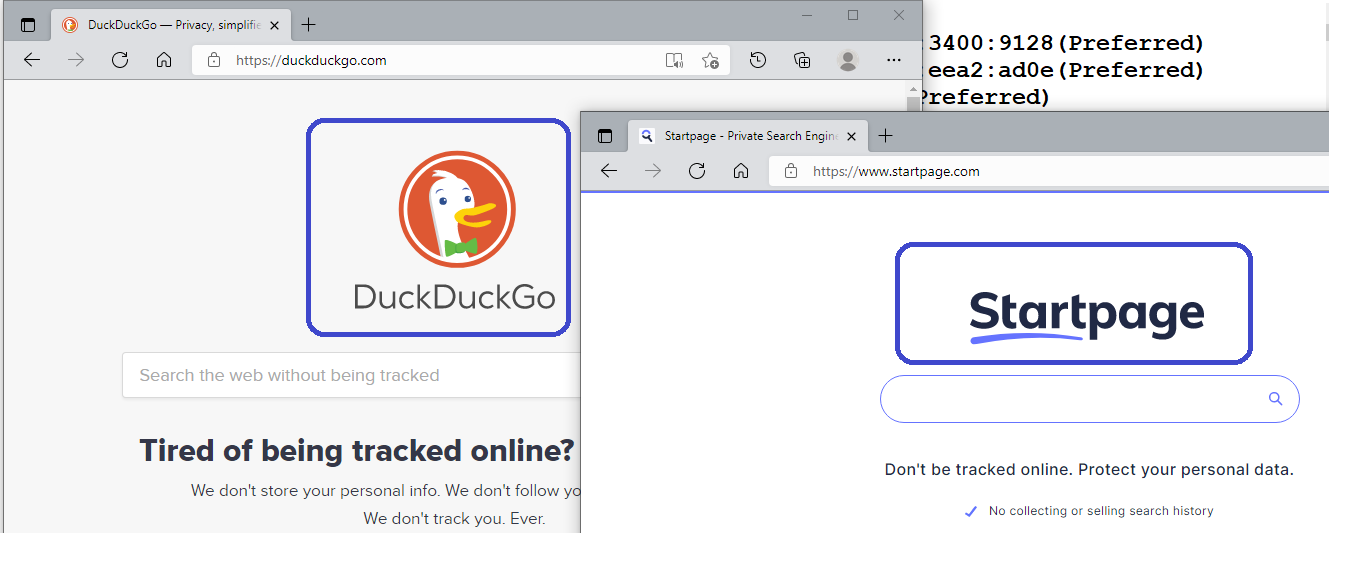 DuckDuckGo — Privacy, simplifie
https://duckduckgo.com
:3400:9128(Preferred)
:eea2:ad0e(Preferred)
Preferred)
DuckDuckGo
Search the web without being tracked
Tired of being tracked online?
We don't store your personal info. We don't follow yo
We don't track you. Ever.
Startpage - Private Search Engin
https://www.startpage.com
Startpage
Don't be tracked online. Protect your personal data.
No collecting or selling search history